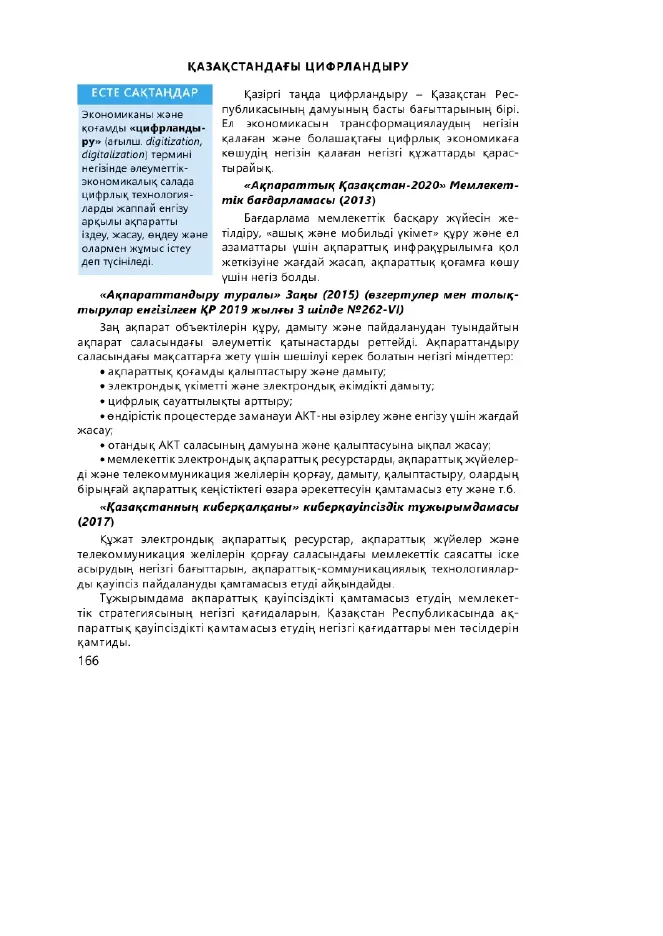 ҚАЗАҚСТАНДАҒЫ ЦИФРЛАНДЫРУ
ЕСТЕ САҚТАҢДАР
Экономиканы және
қоғамды «цифрланды-
ру» (ағылш. digitization,
digitalization) термині
негізінде әлеуметтік-
экономикалық салада
цифрлық технология-
ларды жаппай енгізу
арқылы ақпаратты
іздеу, жасау, өңдеу және
олармен жұмыс істеу
деп түсініледі.
Қазіргі таңда цифрландыру – Қазақстан Рес-
публикасының дамуының басты бағыттарының бірі.
Ел экономикасын трансформациялаудың негізін
қалаған және болашақтағы цифрлық экономикаға
көшудің негізін қалаған негізгі құжаттарды қарас-
тырайық.
«Ақпараттық Қазақстан-2020» Мемлекет-
тік бағдарламасы (2013)
Бағдарлама мемлекеттік басқару жүйесін же-
тілдіру, «ашық және мобильді үкімет» құру және ел
азаматтары үшін ақпараттық инфрақұрылымға қол
жеткізуіне жағдай жасап, ақпараттық қоғамға көшу
үшін негіз болды.
«Ақпараттандыру туралы» Заңы (2015) (өзгертулер мен толық-
тырулар енгізілген ҚР 2019 жылғы 3 шілде №262-VI)
Заң ақпарат объектілерін құру, дамыту және пайдаланудан туындайтын
ақпарат саласындағы әлеуметтік қатынастарды реттейді. Ақпараттандыру
саласындағы мақсаттарға жету үшін шешілуі керек болатын негізгі міндеттер:
• ақпараттық қоғамды қалыптастыру және дамыту;
• электрондық үкіметті және электрондық әкімдікті дамыту;
• цифрлық сауаттылықты арттыру;
• өндірістік процестерде заманауи АКТ-ны әзірлеу және енгізу үшін жағдай
жасау;
• отандық АКТ саласының дамуына және қалыптасуына ықпал жасау;
• мемлекеттік электрондық ақпараттық ресурстарды, ақпараттық жүйелер-
ді және телекоммуникация желілерін қорғау, дамыту, қалыптастыру, олардың
бірыңғай ақпараттық кеңістіктегі өзара әрекеттесуін қамтамасыз ету және т.б.
«Қазақстанның киберқалқаны» киберқауіпсіздік тұжырымдамасы
(2017)
Құжат электрондық ақпараттық ресурстар, ақпараттық жүйелер және
телекоммуникация желілерін қорғау саласындағы мемлекеттік саясатты іске
асырудың негізгі бағыттарын, ақпараттық-коммуникациялық технологиялар-
ды қауіпсіз пайдалануды қамтамасыз етуді айқындайды.
Тұжырымдама ақпараттық қауіпсіздікті қамтамасыз етудің мемлекет-
тік стратегиясының негізгі қағидаларын, Қазақстан Республикасында ақ-
параттық қауіпсіздікті қамтамасыз етудің негізгі қағидаттары мен тәсілдерін
қамтиды.
166